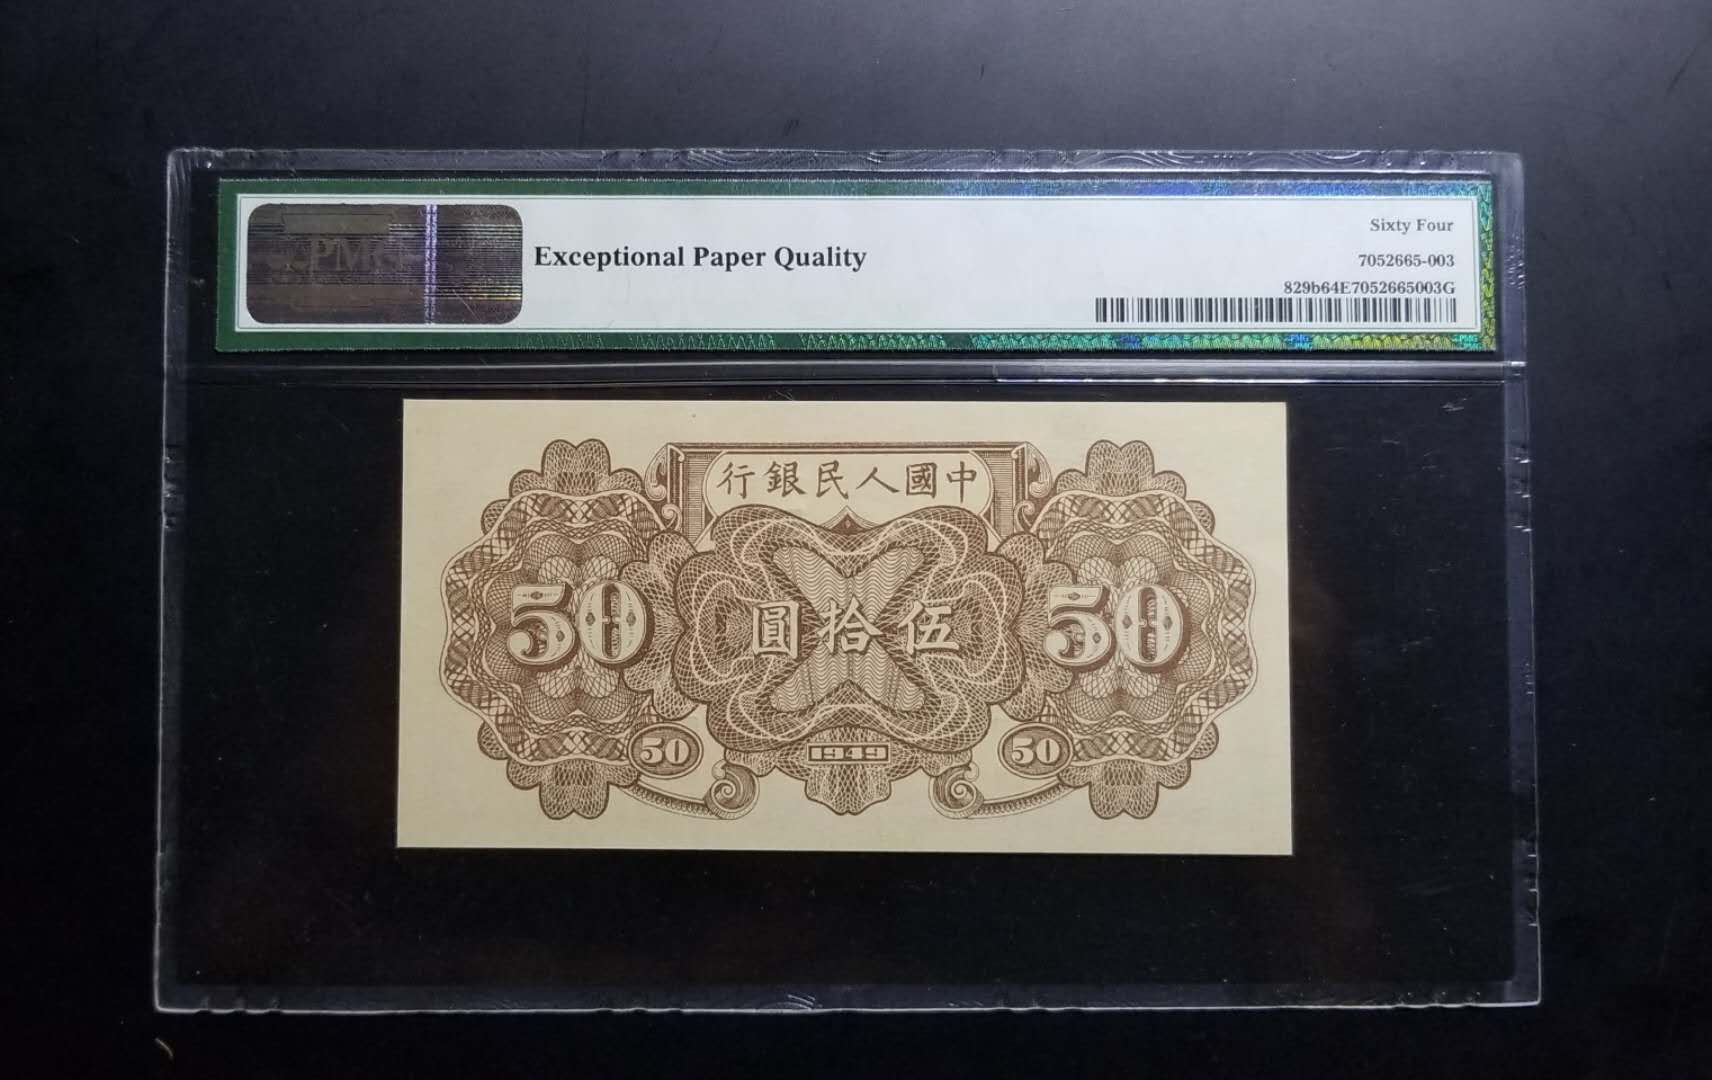 PMG
Exceptional Paper Quality
Sixty Four
7052665-003
829b64E7052665003G
行銀民人國中
50
圓拾伍
50
50
1949
50